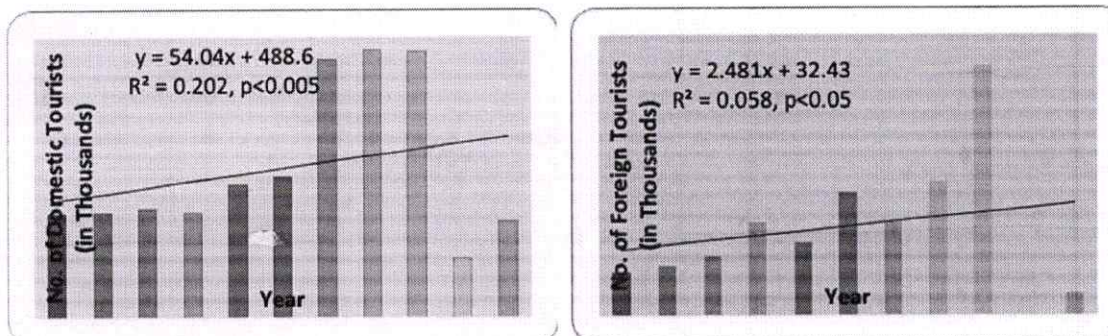 No. of Domestic Tourists
(in Thousands)
y = 54.04x + 488.6
R² = 0.202, p<0.005
Year
No. of Foreign Tourists
(in Thousands)
y = 2.481x + 32.43
R² = 0.058, p<0.05
Year